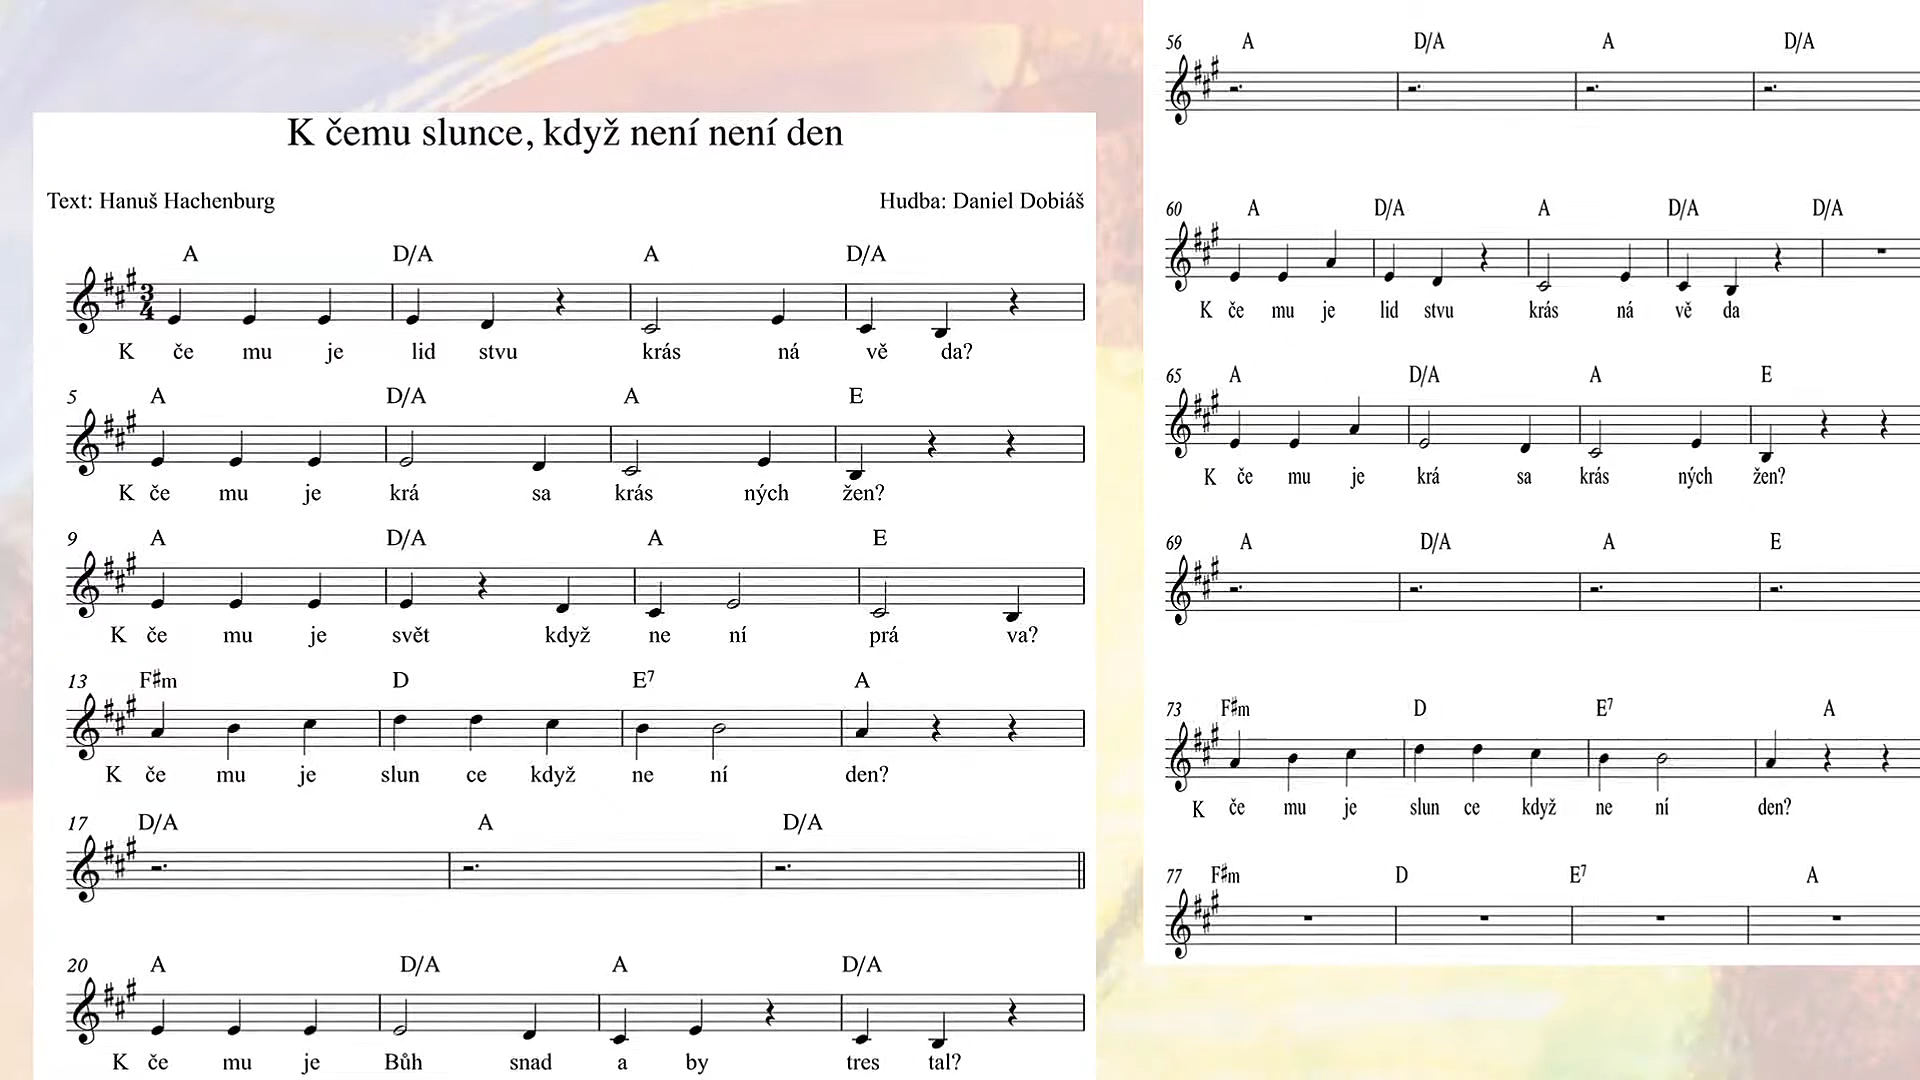 K čemu slunce, když není není den
Text: Hanuš Hachenburg
Hudba: Daniel Dobiáš
A D/A A D/A
3 4
K če mu je lid stvu krás ná vě da?
5 A D/A A E
K če mu je krá sa krás ných žen?
9 A D/A A E
K če mu je svět když ne ní prá va?
13 F#m D E7 A
K če mu je slun ce když ne ní den?
17 D/A A D/A
20 A D/A A D/A
K če mu je Bůh snad a by tres tal?
56 A D/A A D/A
60 A D/A A D/A D/A
K če mu je lid stvu krás ná vě da
65 A D/A A E
K če mu je krá sa krás ných žen?
69 A D/A A E
73 F#m D E7 A
K če mu je slun ce když ne ní den?
77 F#m D E7 A